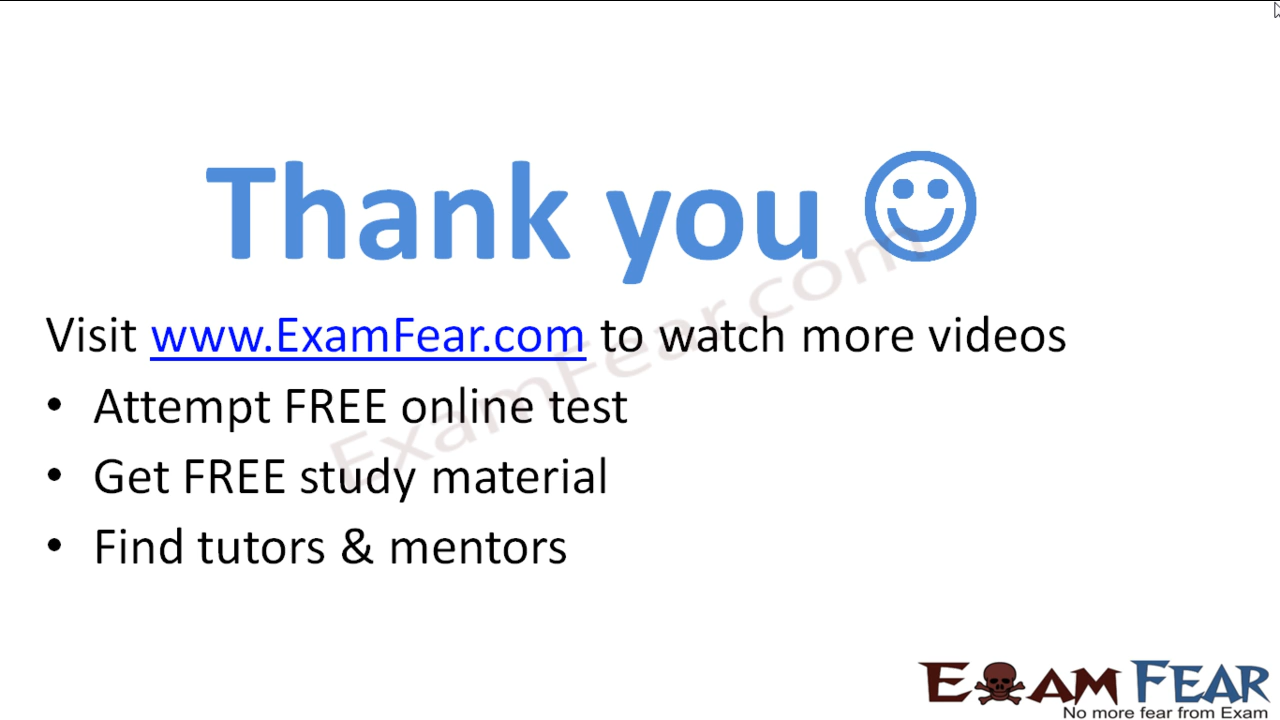 Thank you ☺
Visit www.ExamFear.com to watch more videos
• Attempt FREE online test
• Get FREE study material
• Find tutors & mentors
ExamFear.com
EXAM FEAR
No more fear from Exam